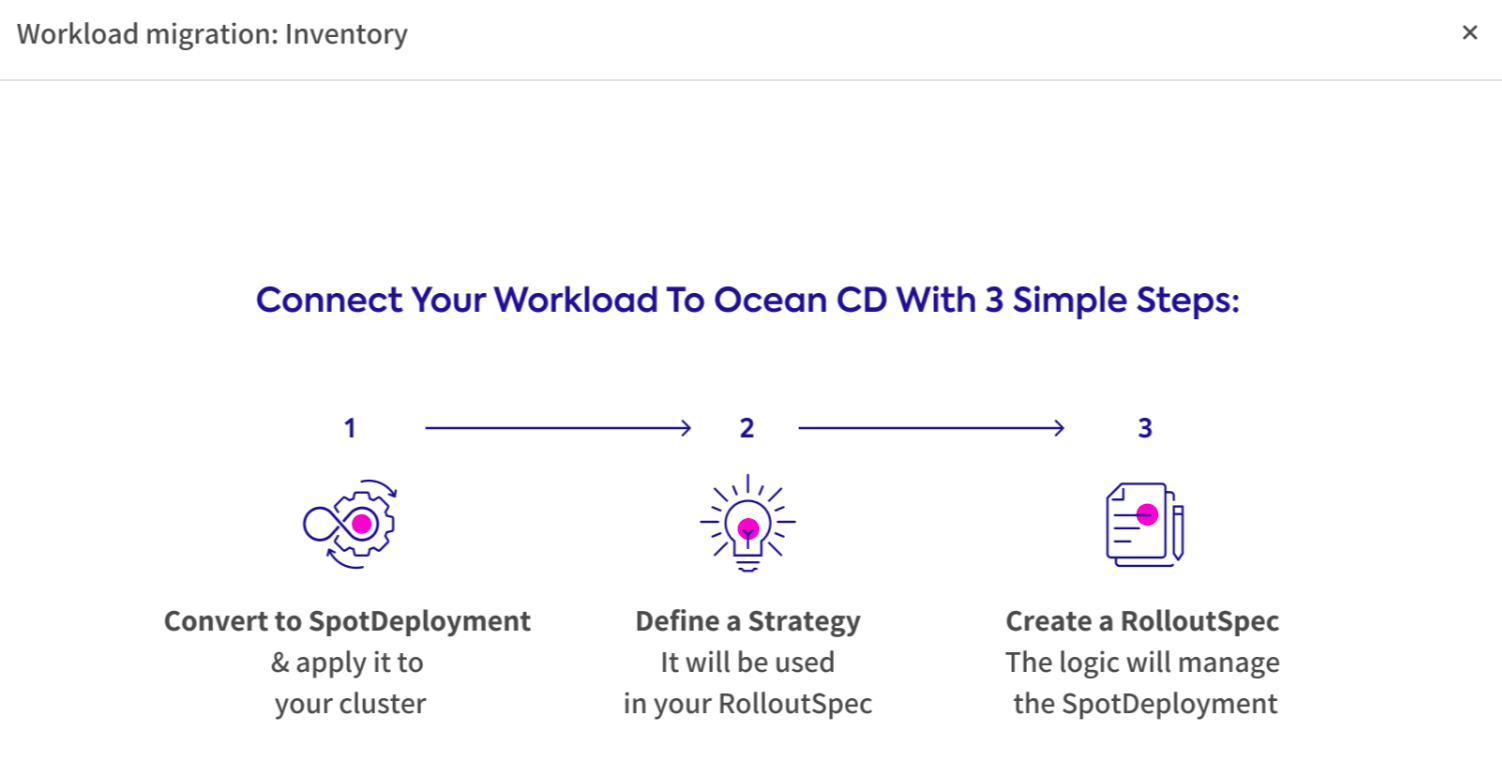 Workload migration: Inventory
Connect Your Workload To Ocean CD With 3 Simple Steps:
1
2
3
Convert to SpotDeployment
& apply it to
your cluster
Define a Strategy
It will be used
in your RolloutSpec
Create a RolloutSpec
The logic will manage
the SpotDeployment